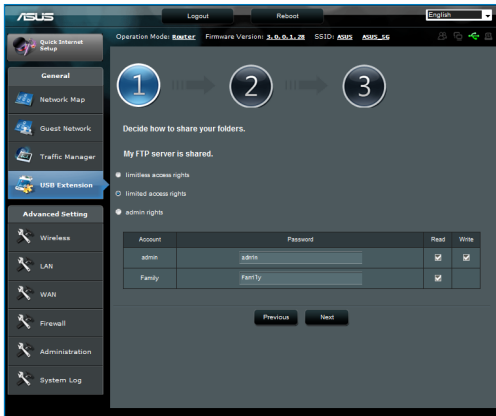 ASUS
Logout
Reboot
English
Quick Internet Setup
Operation Mode: Router Firmware Version: 3.0.0.1.28 SSID: ASUS ASUS_5G
General
Network Map
Guest Network
Traffic Manager
USB Extension
Advanced Setting
Wireless
LAN
WAN
Firewall
Administration
System Log
1
2
3
Decide how to share your folders.
My FTP server is shared.
limitless access rights
limited access rights
admin rights
Account Password Read Write
admin admin
Family Family
Previous Next